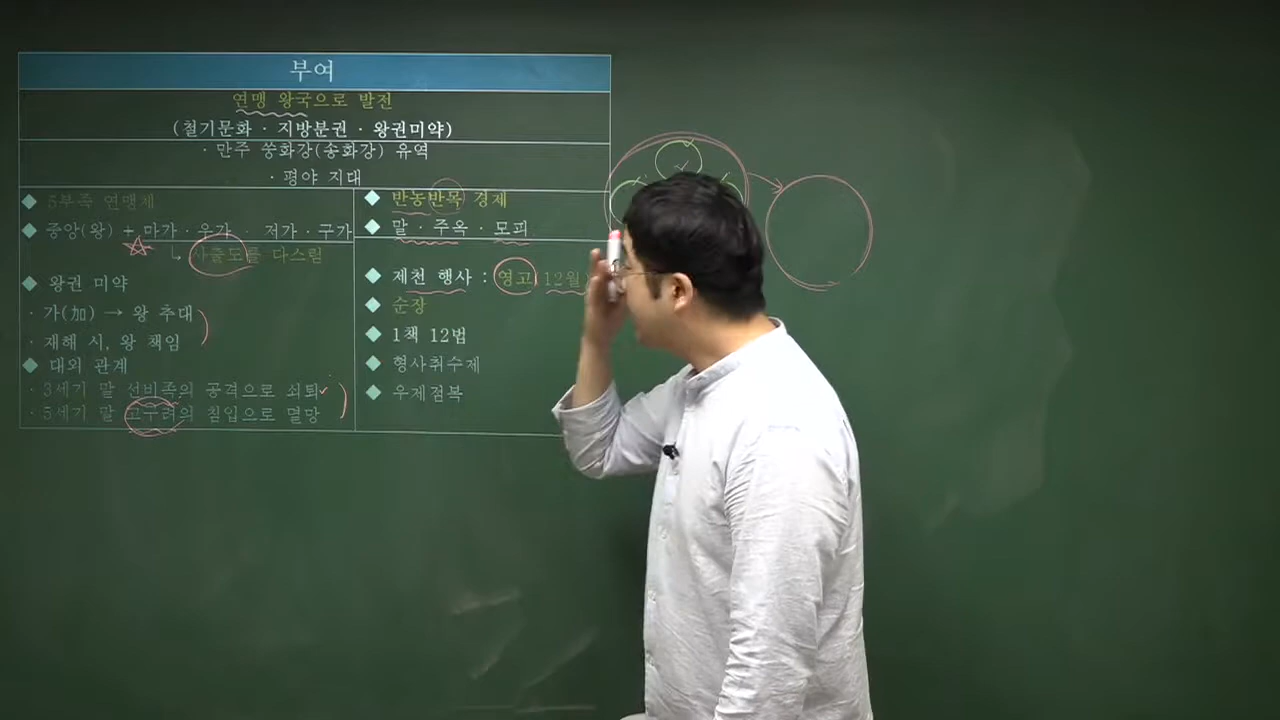 부여
연맹 왕국으로 발전
(철기문화 · 지방분권 · 왕권미약)
· 만주 쑹화강(송화강) 유역
· 평야 지대
◆ 5부족 연맹체
◆ 중앙(왕) + 마가 · 우가 · 저가 · 구가
사출도를 다스림
◆ 왕권 미약
· 가(加) → 왕 추대
· 재해 시, 왕 책임
◆ 대외 관계
· 3세기 말 선비족의 공격으로 쇠퇴
· 5세기 말 고구려의 침입으로 멸망
◆ 반농반목 경제
◆ 말 · 주옥 · 모피
◆ 제천 행사 : 영고(12월)
◆ 순장
◆ 1책 12법
◆ 형사취수제
◆ 우제점복